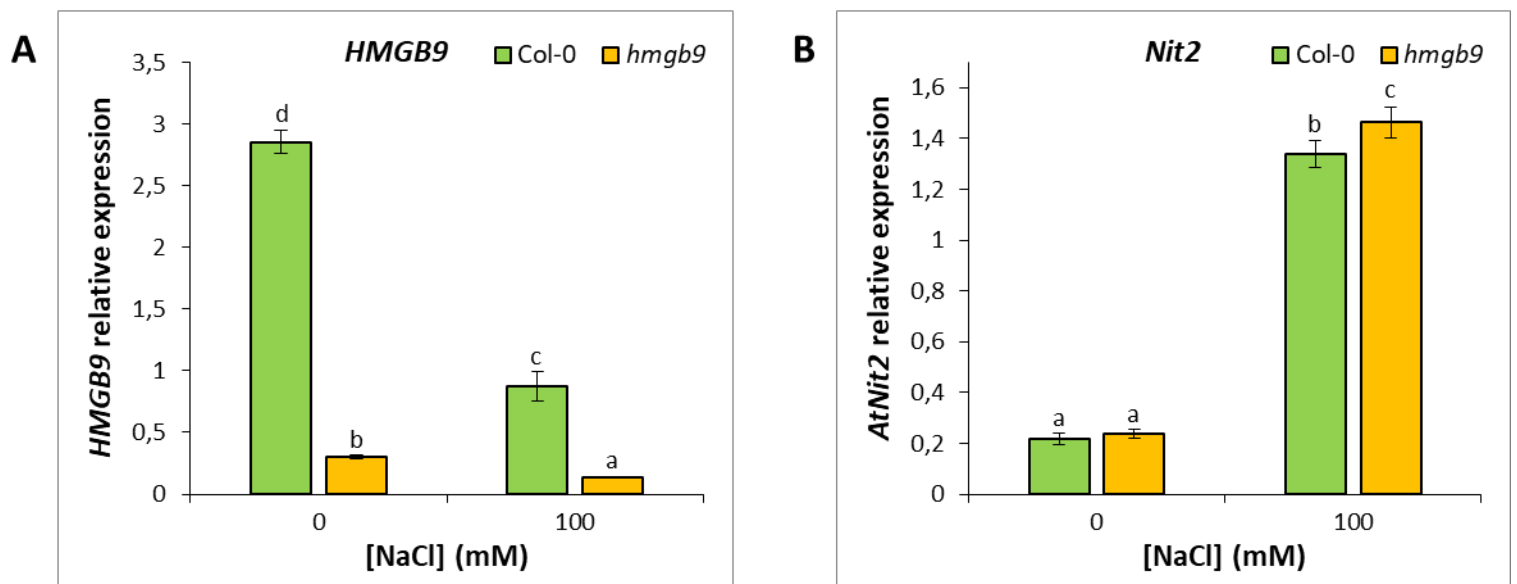 A
HMGB9
Col-0
hmgb9
HMGB9 relative expression
3,5
3
2,5
2
1,5
1
0,5
0
d
b
c
a
0
100
[NaCl] (mM)
B
Nit2
Col-0
hmgb9
AtNit2 relative expression
1,6
1,4
1,2
1
0,8
0,6
0,4
0,2
0
a
a
b
c
0
100
[NaCl] (mM)